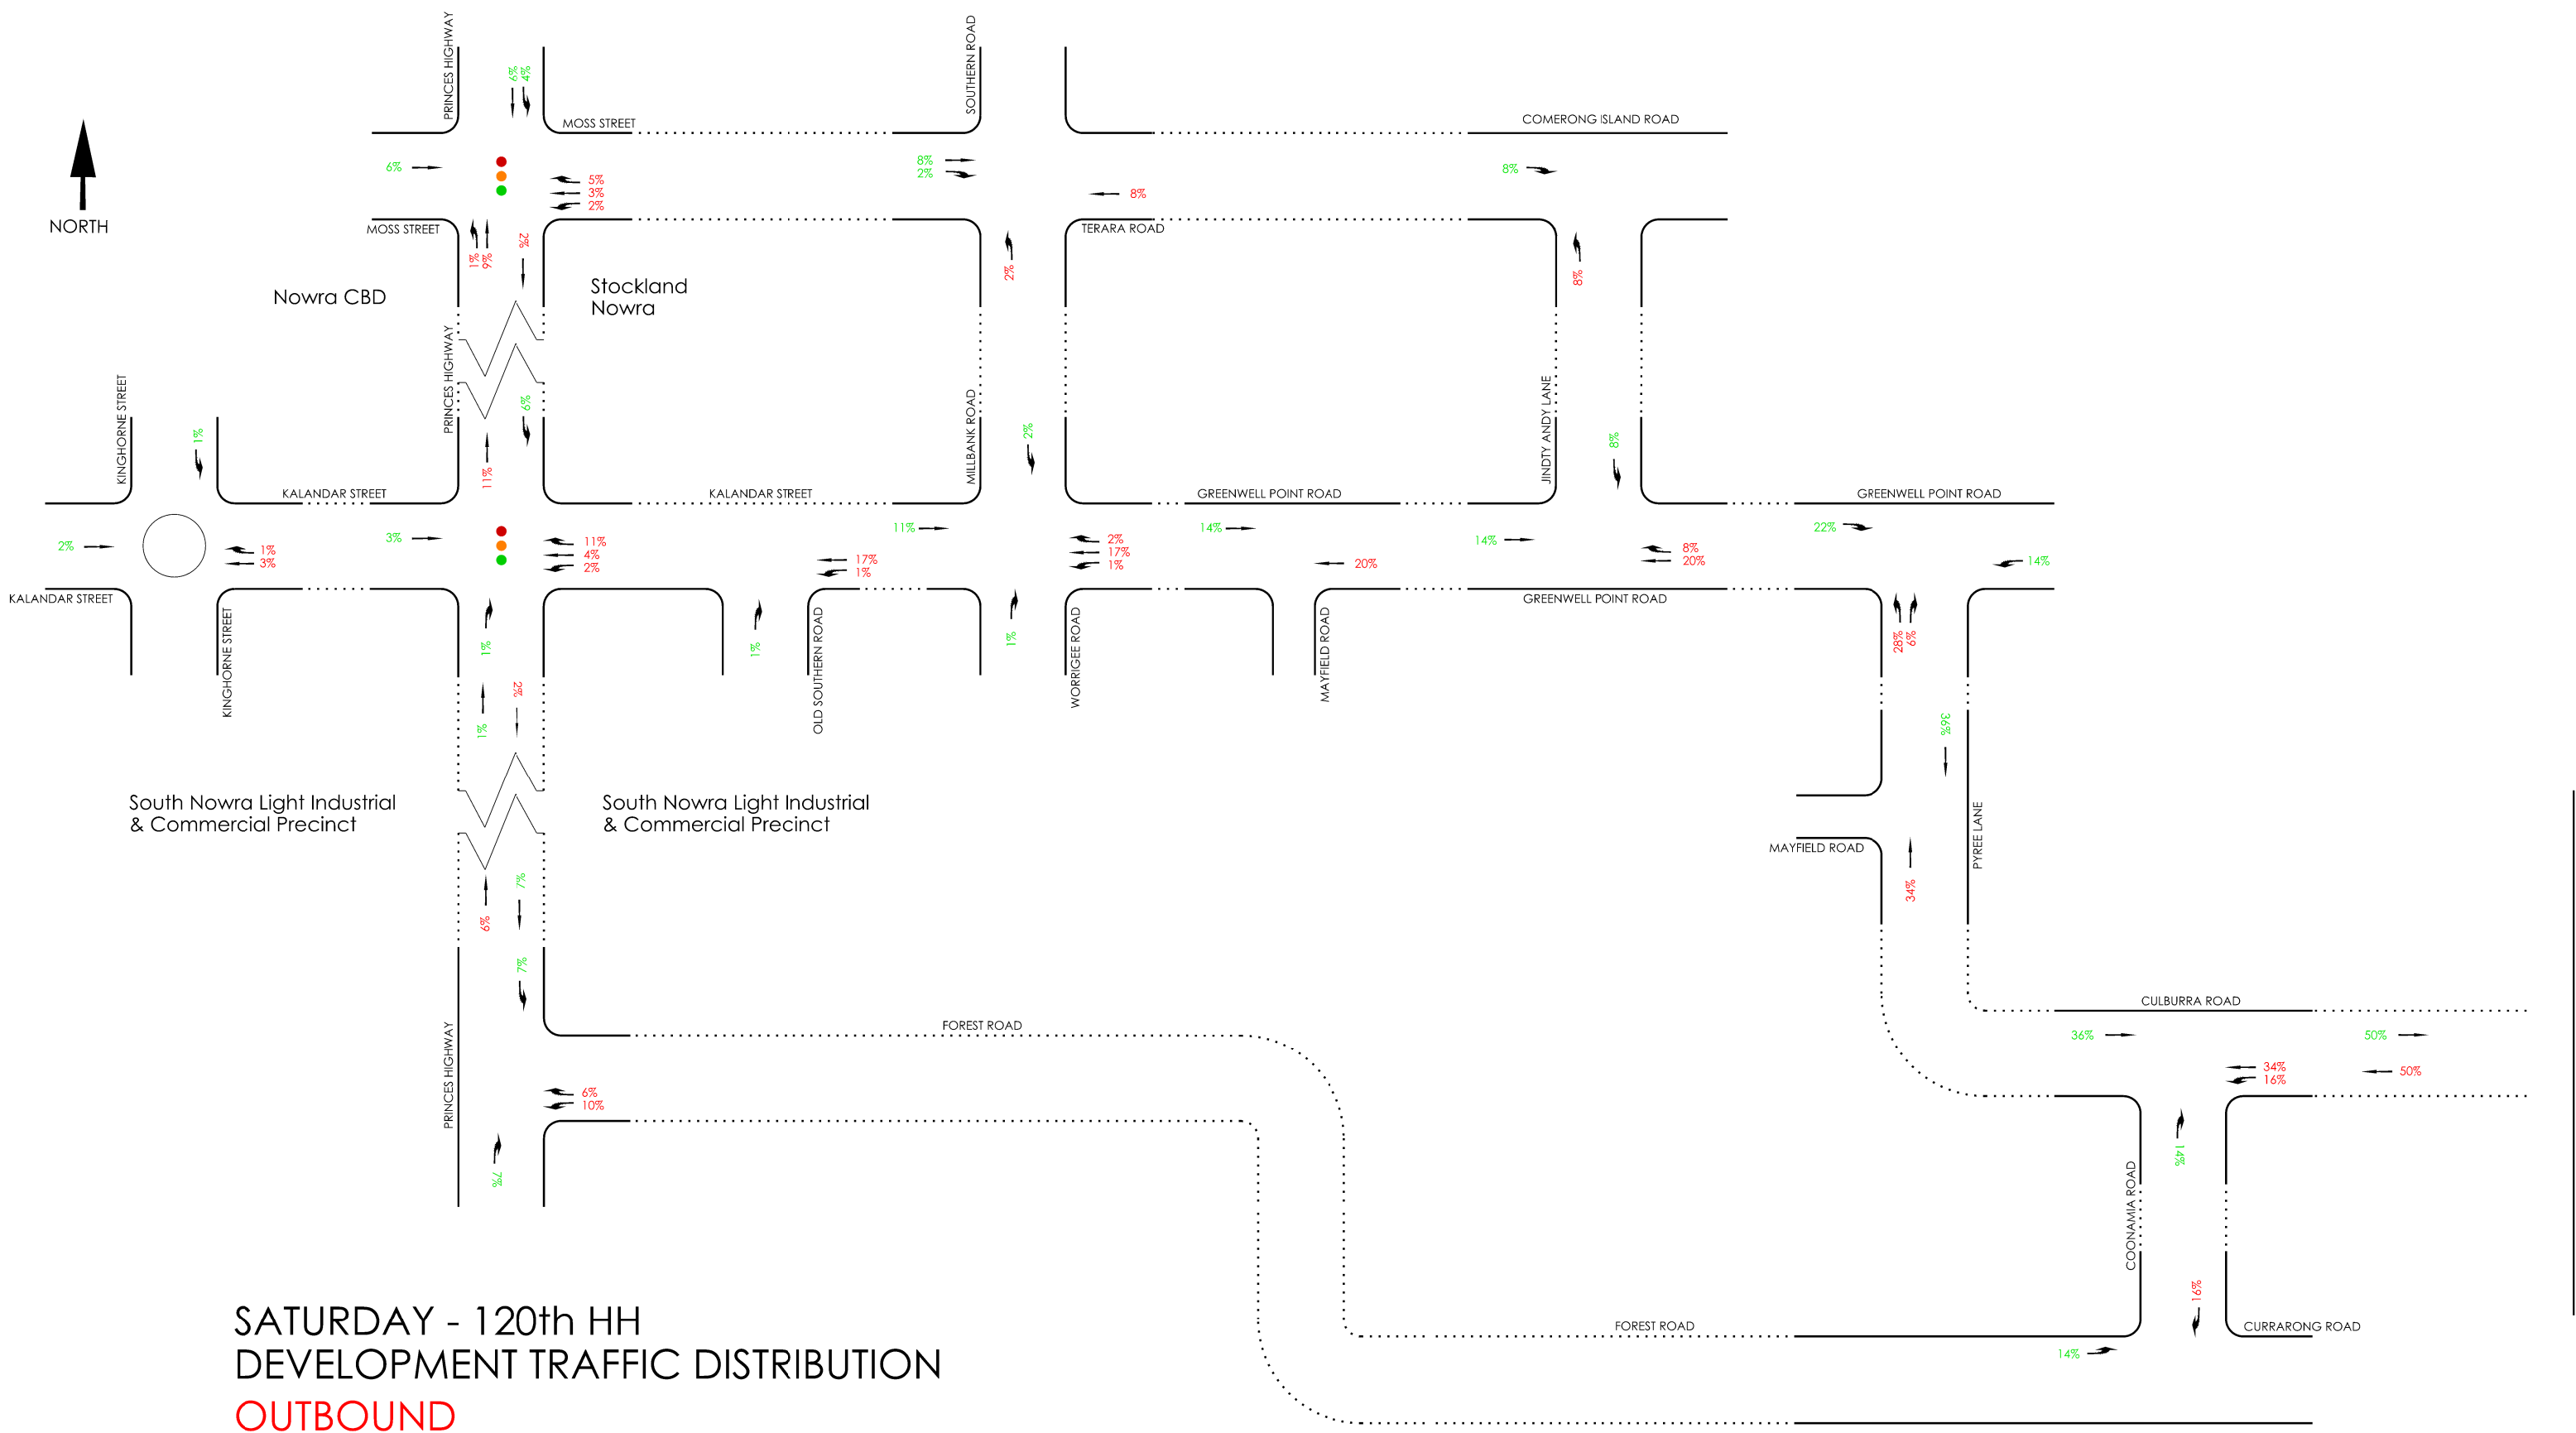 PRINCES HIGHWAY
6%
4%
SOUTHERN ROAD
MOSS STREET
COMERONG ISLAND ROAD
6%
8%
2%
8%
5%
3%
2%
8%
NORTH
MOSS STREET
TERARA ROAD
1%
6%
2%
2%
8%
Nowra CBD
Stockland
Nowra
PRINCES HIGHWAY
6%
11%
KINGHORNE STREET
1%
MILLBANK ROAD
2%
JINDTY ANDY LANE
8%
KALANDAR STREET
KALANDAR STREET
GREENWELL POINT ROAD
GREENWELL POINT ROAD
2%
3%
11%
14%
14%
22%
1%
3%
11%
4%
2%
17%
1%
2%
17%
1%
20%
8%
20%
14%
KALANDAR STREET
GREENWELL POINT ROAD
KINGHORNE STREET
1%
1%
OLD SOUTHERN ROAD
1%
WORRIGEE ROAD
MAYFIELD ROAD
28%
6%
1%
2%
36%
South Nowra Light Industrial
& Commercial Precinct
South Nowra Light Industrial
& Commercial Precinct
MAYFIELD ROAD
PYREE LANE
34%
6%
7%
7%
PRINCES HIGHWAY
FOREST ROAD
CULBURRA ROAD
36%
50%
34%
16%
50%
6%
10%
7%
14%
COONAMIA ROAD
16%
FOREST ROAD
CURRARONG ROAD
14%
SATURDAY - 120th HH
DEVELOPMENT TRAFFIC DISTRIBUTION
OUTBOUND